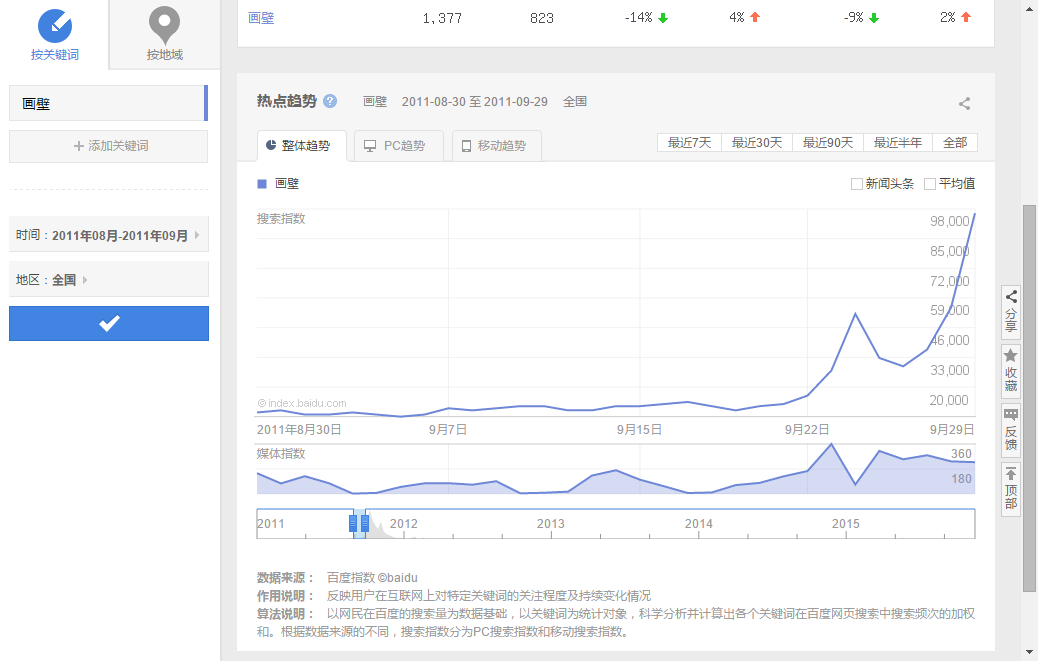 按关键词
按地域
画壁
添加关键词
时间：2011年08月-2011年09月
地区：全国
画壁 1,377 823 -14% 4% -9% 2%
热点趋势 ? 画壁 2011-08-30 至 2011-09-29 全国
整体趋势 PC趋势 移动趋势
最近7天 最近30天 最近90天 最近半年 全部
画壁
新闻头条 平均值
搜索指数
98,000
85,000
72,000
59,000
46,000
33,000
20,000
© index.baidu.com
2011年8月30日 9月7日 9月15日 9月22日 9月29日
媒体指数
360
180
2011 2012 2013 2014 2015
数据来源： 百度指数 ©baidu
作用说明： 反映用户在互联网上对特定关键词的关注程度及持续变化情况
算法说明： 以网民在百度的搜索量为数据基础，以关键词为统计对象，科学分析并计算出各个关键词在百度网页搜索中搜索频次的加权
和。根据数据来源的不同，搜索指数分为PC搜索指数和移动搜索指数。
分享
收藏
反馈
顶部